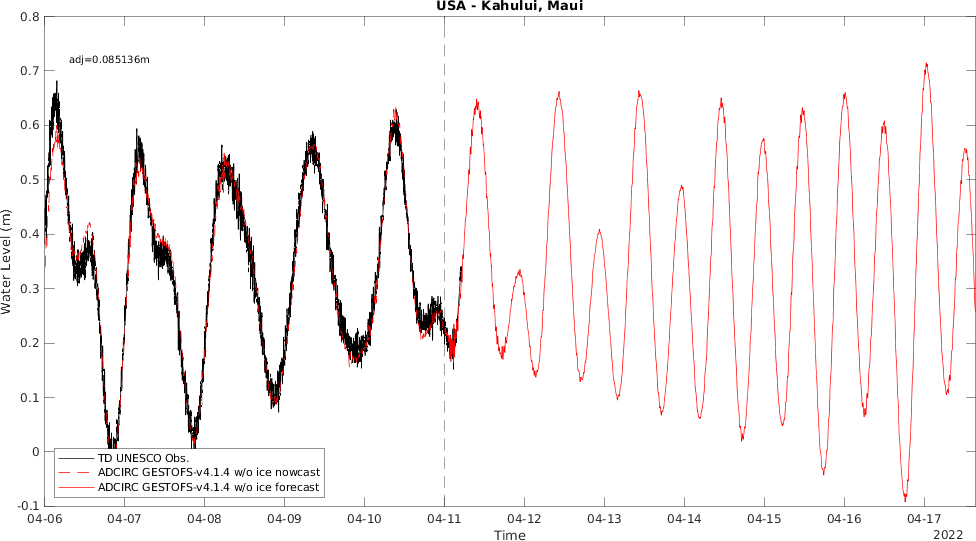 USA - Kahului, Maui
adj=0.085136m
Water Level (m)
0.8
0.7
0.6
0.5
0.4
0.3
0.2
0.1
0
-0.1
TD UNESCO Obs.
ADCIRC GESTOFS-v4.1.4 w/o ice nowcast
ADCIRC GESTOFS-v4.1.4 w/o ice forecast
04-06 04-07 04-08 04-09 04-10 04-11 04-12 04-13 04-14 04-15 04-16 04-17
Time
2022